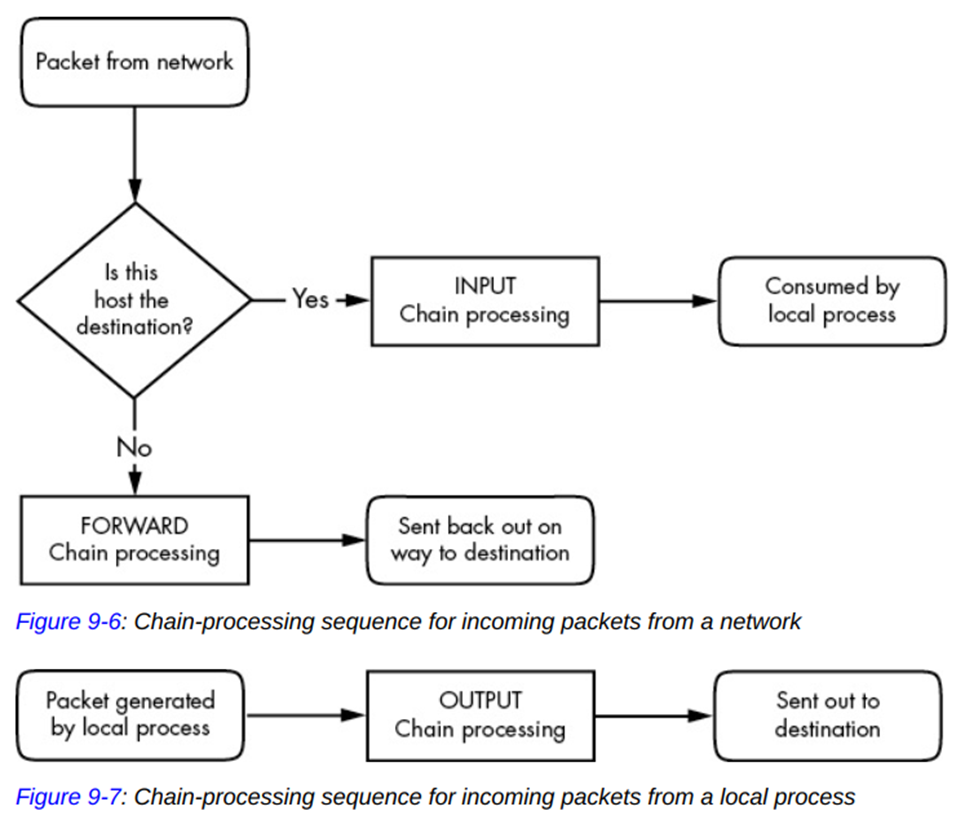 Packet from network
Is this
host the
destination?
Yes
INPUT
Chain processing
Consumed by
local process
No
FORWARD
Chain processing
Sent back out on
way to destination
Figure 9-6: Chain-processing sequence for incoming packets from a network
Packet generated
by local process
OUTPUT
Chain processing
Sent out to
destination
Figure 9-7: Chain-processing sequence for incoming packets from a local process